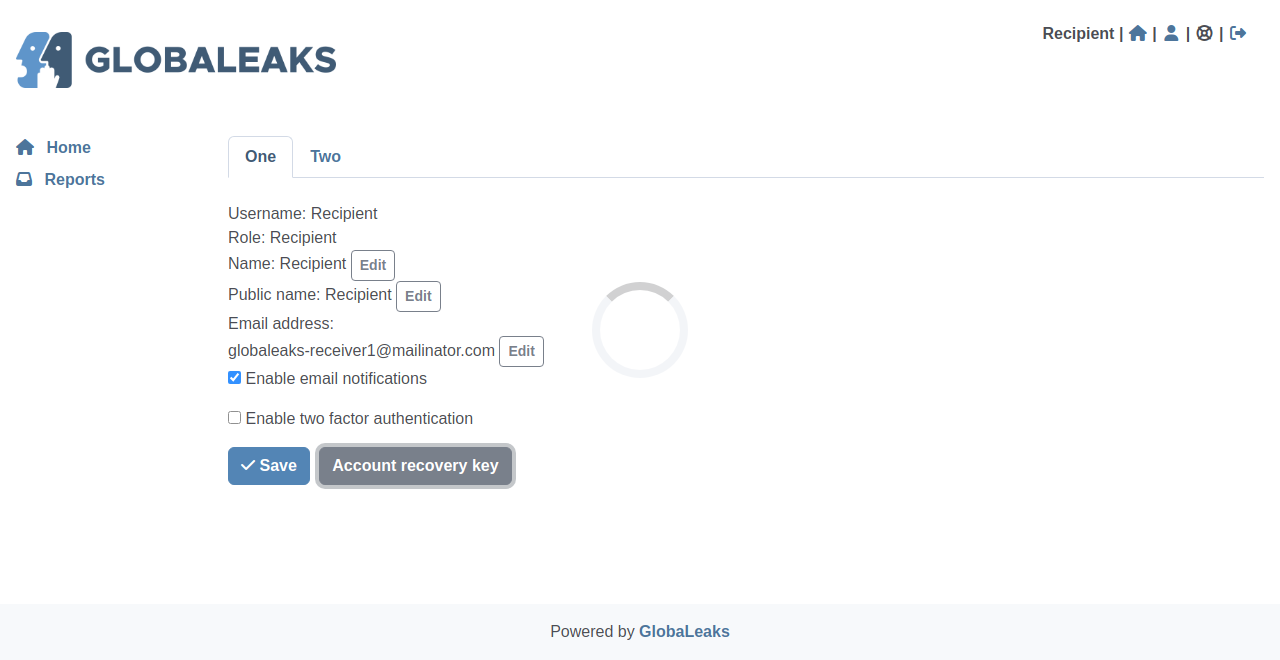 GLOBALEAKS
Recipient | | | |
Home
Reports
One Two
Username: Recipient
Role: Recipient
Name: Recipient Edit
Public name: Recipient Edit
Email address:
globaleaks-receiver1@mailinator.com Edit
Enable email notifications
Enable two factor authentication
Save Account recovery key
Powered by GlobaLeaks